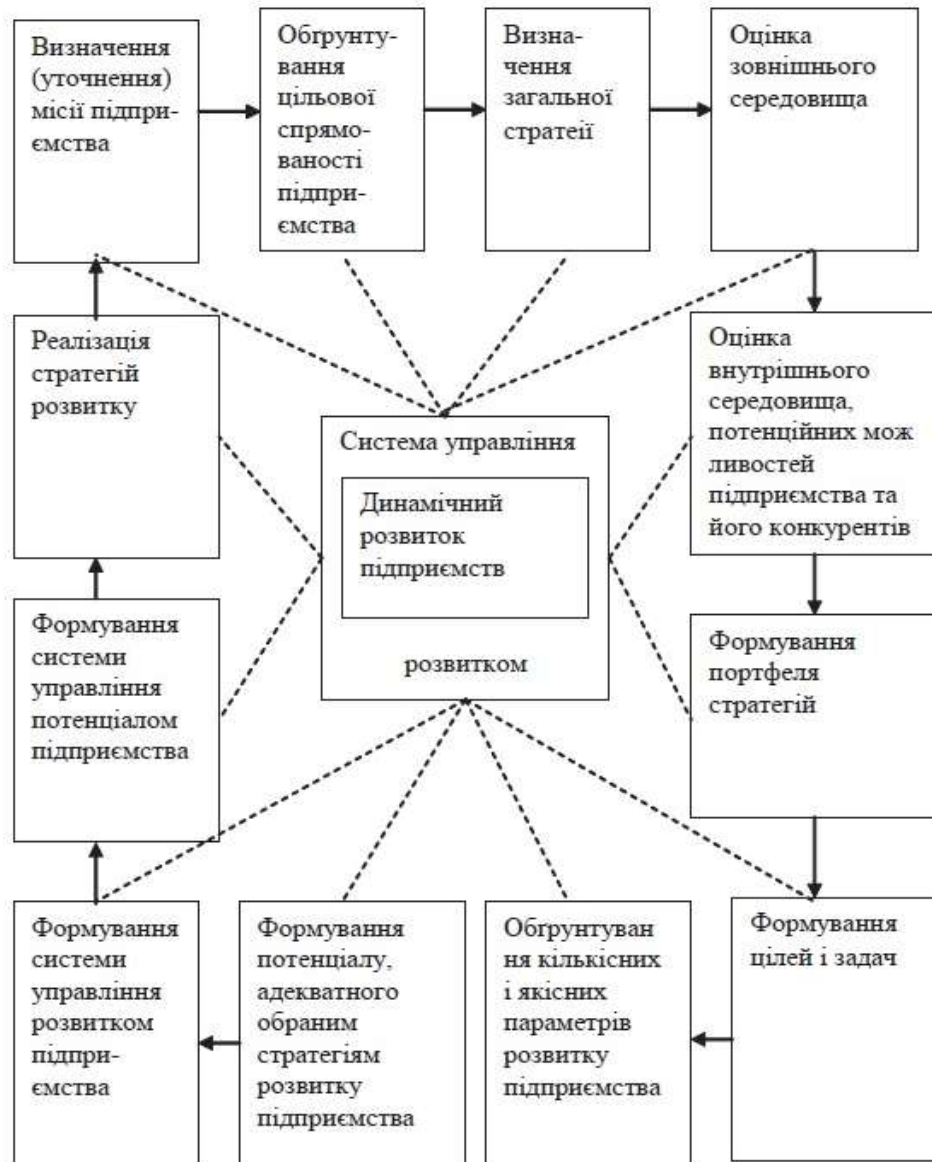 Визначення
(уточнення)
місії підпри-
ємства
Обґрунту-
вання
цільової
спрямо-
ваності
підпри-
ємства
Визна-
чення
загальної
стратеії
Оцінка
зовнішнього
середовища
Оцінка
внутрішнього
середовища,
потенційних мож
ливостей
підприємства та
його конкурентів
Формування
портфеля
стратегій
Формування
цілей і задач
Обґрунтуван
ня кількісних
і якісних
параметрів
розвитку
підприємства
Формування
потенціалу,
адекватного
обраним
стратегіям
розвитку
підприємства
Формування
системи
управління
розвитком
підпри-
ємства
Формування
системи
управління
потенціалом
підприємства
Реалізація
стратегій
розвитку
Система управління
Динамічний
розвиток
підприємств
розвитком